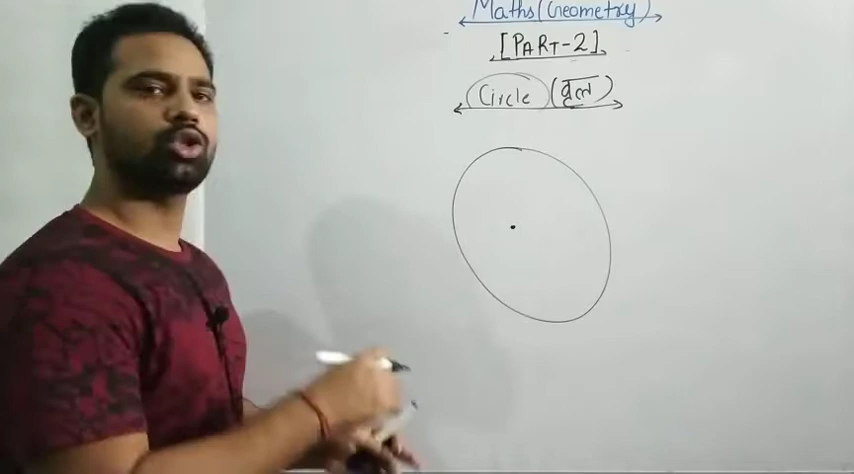 Maths (Geometry)
[PART-2]
Circle (वृत्त)